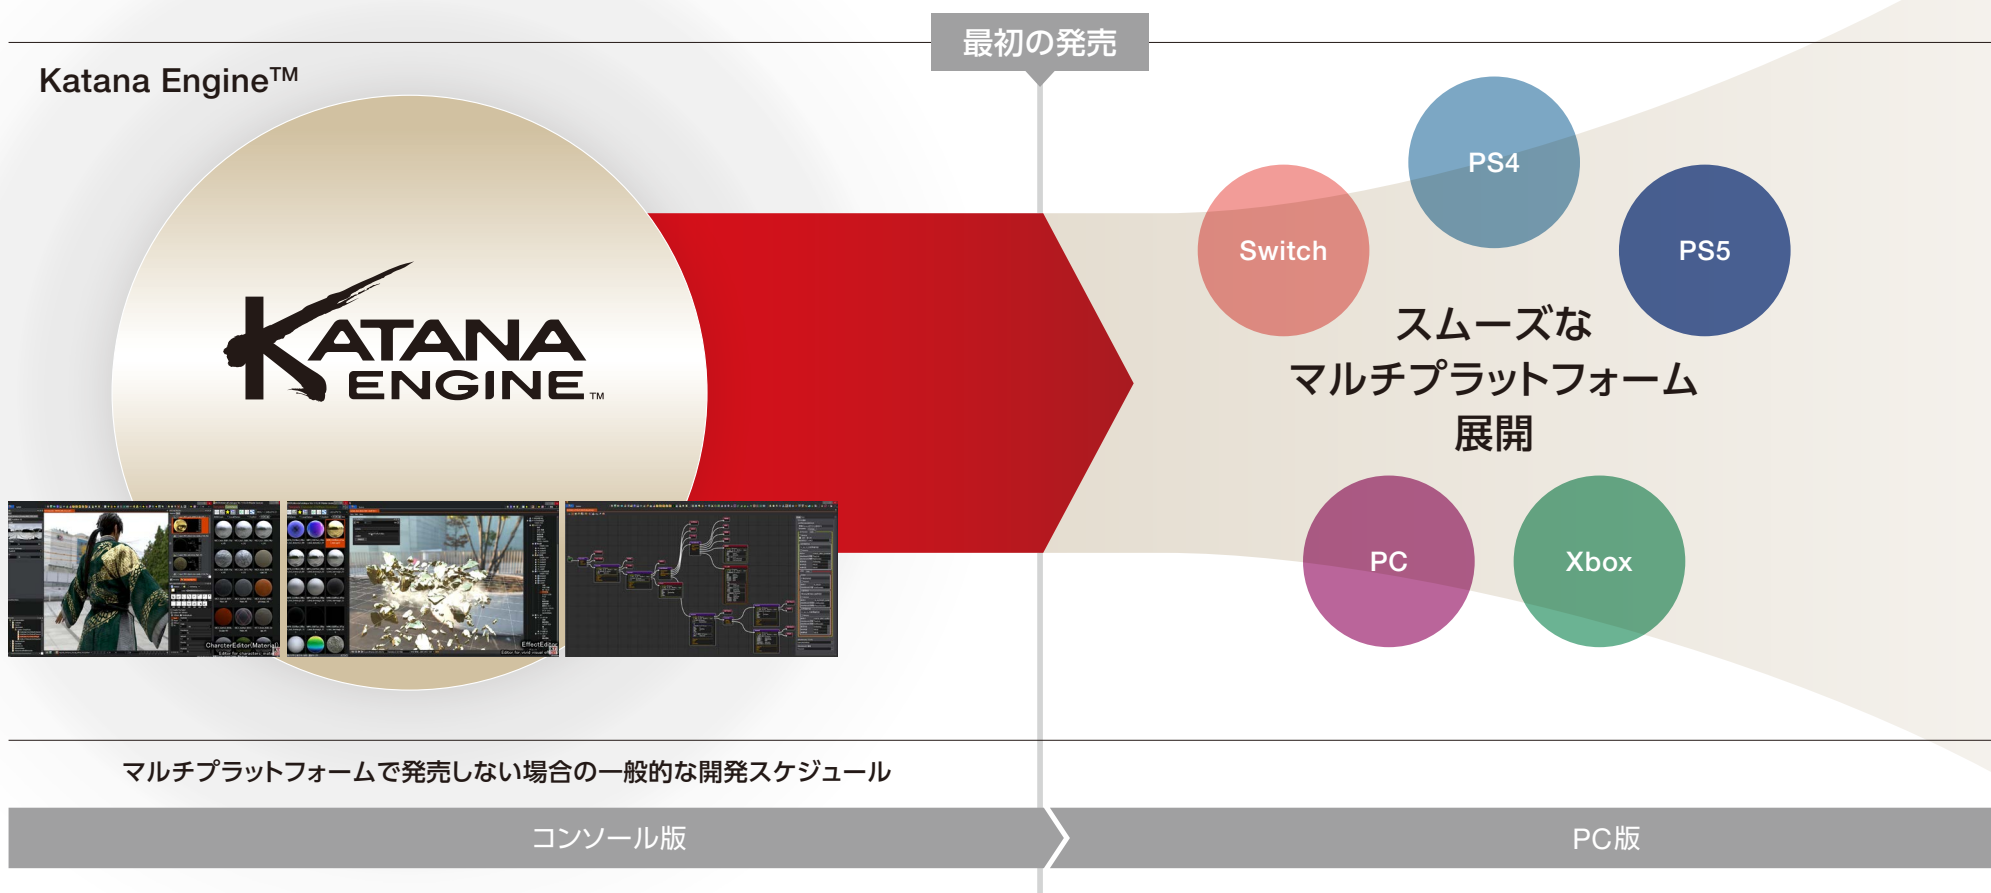 最初の発売
Katana Engine™
KATANA
ENGINE™
PS4
Switch
PS5
スムーズな
マルチプラットフォーム
展開
PC
Xbox
CharcterEditor(Material)
EffectEditor
マルチプラットフォームで発売しない場合の一般的な開発スケジュール
コンソール版
PC版